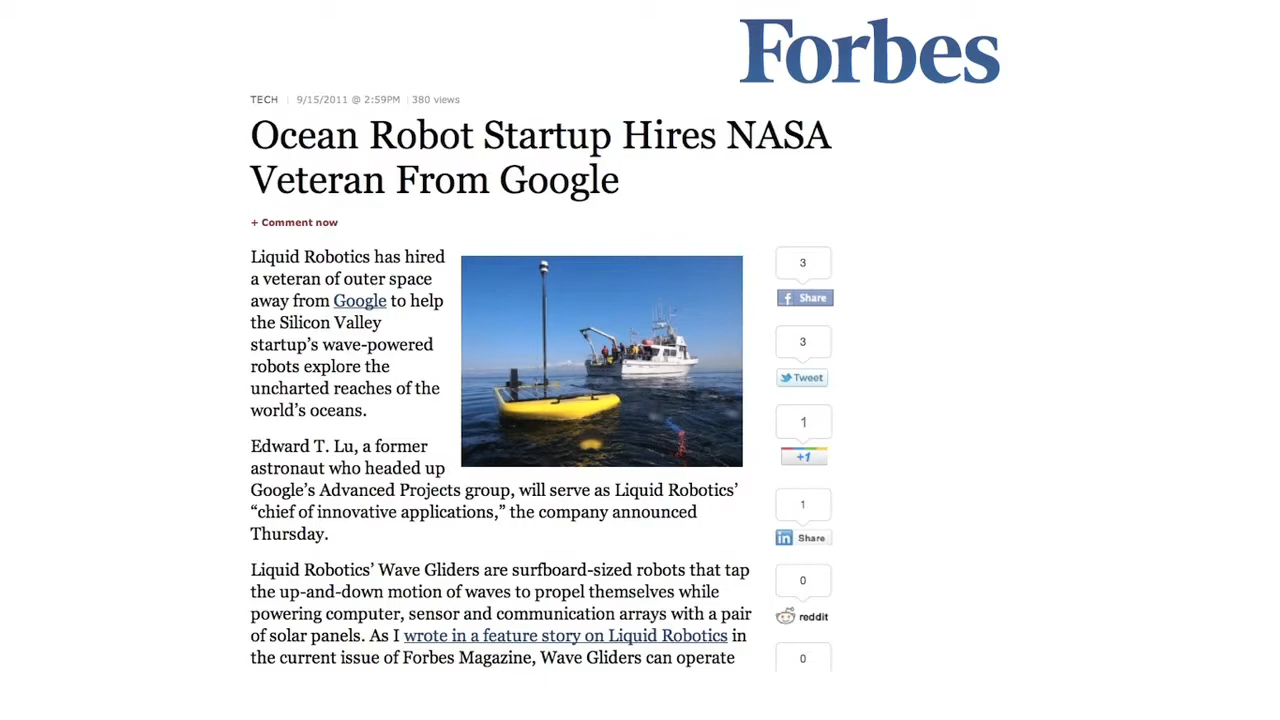 Forbes
TECH | 9/15/2011 @ 2:59PM | 380 views
Ocean Robot Startup Hires NASA
Veteran From Google
+ Comment now
Liquid Robotics has hired
a veteran of outer space
away from Google to help
the Silicon Valley
startup’s wave-powered
robots explore the
uncharted reaches of the
world’s oceans.
Edward T. Lu, a former
astronaut who headed up
Google’s Advanced Projects group, will serve as Liquid Robotics’
“chief of innovative applications,” the company announced
Thursday.
Liquid Robotics’ Wave Gliders are surfboard-sized robots that tap
the up-and-down motion of waves to propel themselves while
powering computer, sensor and communication arrays with a pair
of solar panels. As I wrote in a feature story on Liquid Robotics in
the current issue of Forbes Magazine, Wave Gliders can operate
3
f Share
3
Tweet
1
+1
1
in Share
0
reddit
0